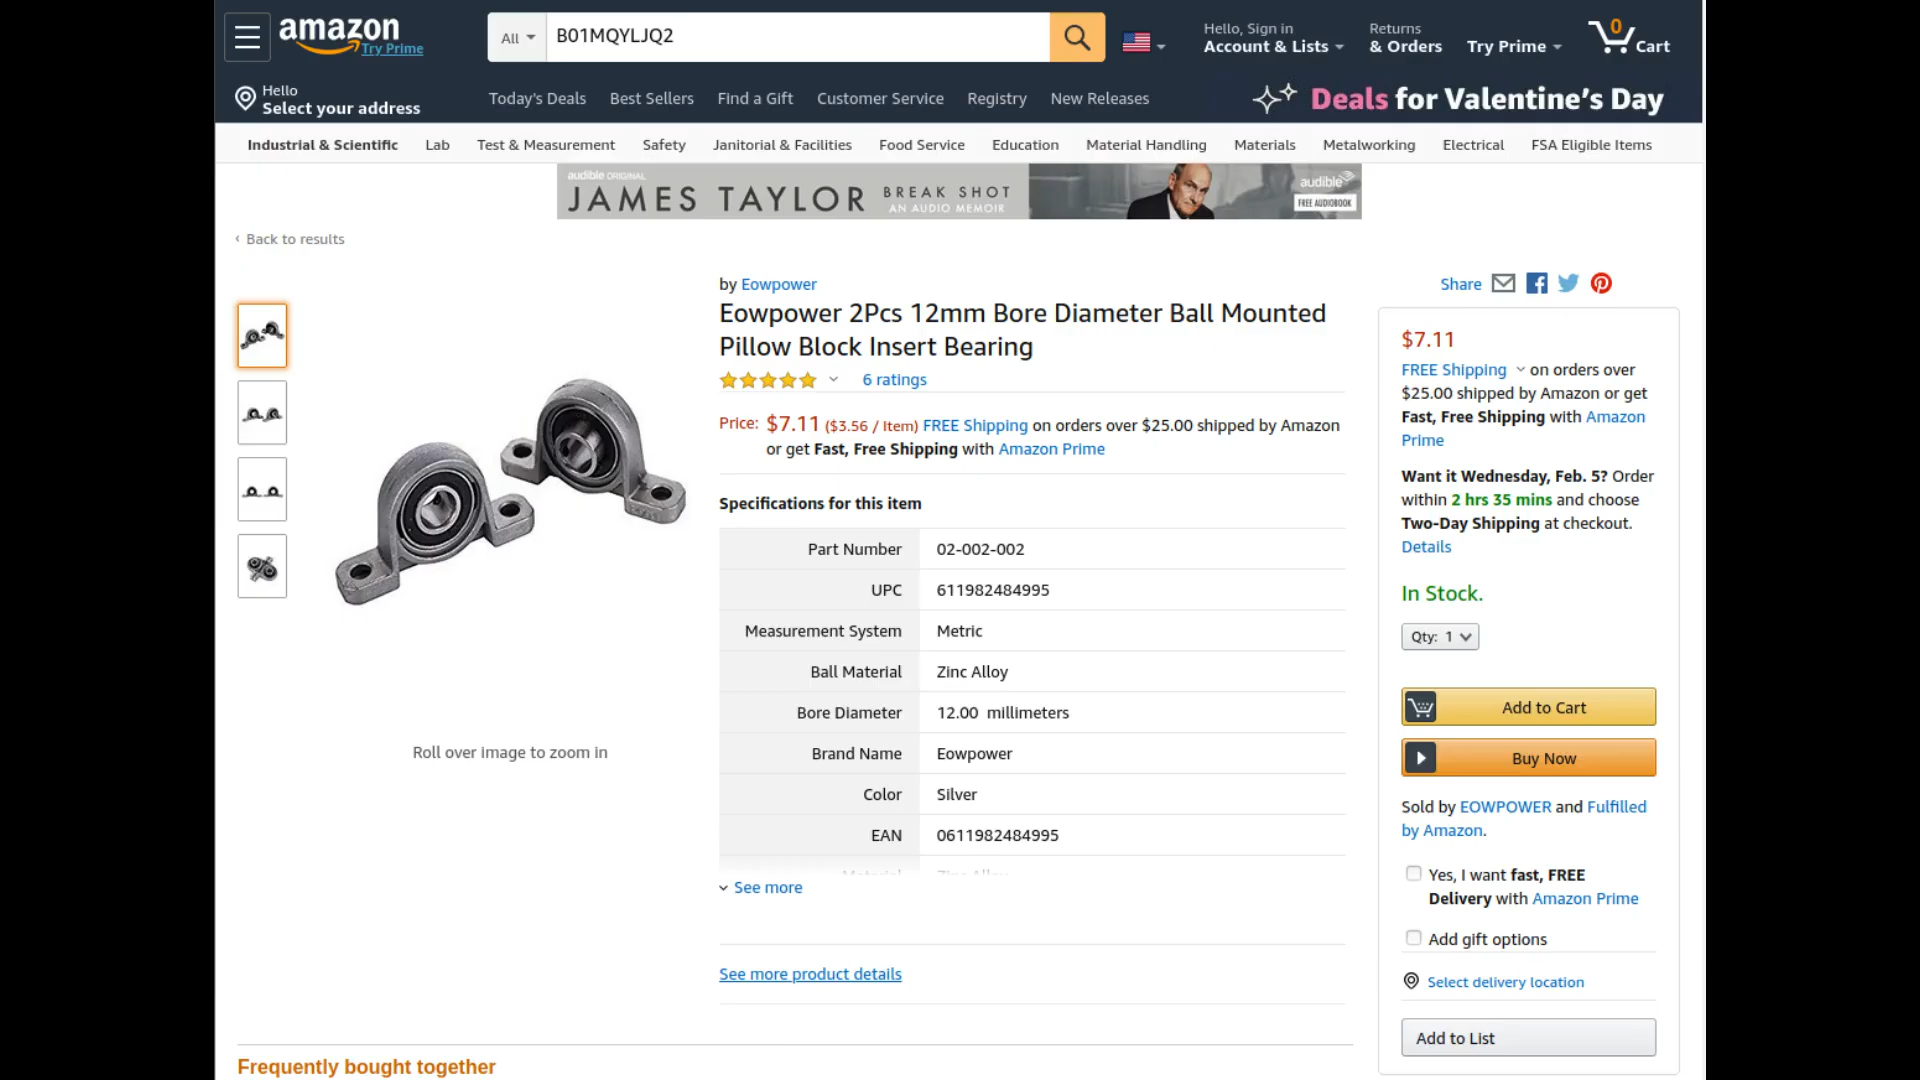 amazon
Try Prime
All
B01MQYLJQ2
Hello, Sign in
Account & Lists
Returns
& Orders
Try Prime
0
Cart
Hello
Select your address
Today's Deals
Best Sellers
Find a Gift
Customer Service
Registry
New Releases
Deals for Valentine's Day
Industrial & Scientific
Lab
Test & Measurement
Safety
Janitorial & Facilities
Food Service
Education
Material Handling
Materials
Metalworking
Electrical
FSA Eligible Items
audible ORIGINAL
JAMES TAYLOR
BREAK SHOT
AN AUDIO MEMOIR
audible
FREE AUDIOBOOK
‹ Back to results
by Eowpower
Eowpower 2Pcs 12mm Bore Diameter Ball Mounted
Pillow Block Insert Bearing
6 ratings
Price: $7.11 ($3.56 / Item) FREE Shipping on orders over $25.00 shipped by Amazon
or get Fast, Free Shipping with Amazon Prime
Specifications for this item
Part Number 02-002-002
UPC 611982484995
Measurement System Metric
Ball Material Zinc Alloy
Bore Diameter 12.00 millimeters
Brand Name Eowpower
Color Silver
EAN 0611982484995
Material Zinc Alloy
See more
See more product details
Roll over image to zoom in
Share
$7.11
FREE Shipping on orders over
$25.00 shipped by Amazon or get
Fast, Free Shipping with Amazon
Prime
Want it Wednesday, Feb. 5? Order
within 2 hrs 35 mins and choose
Two-Day Shipping at checkout.
Details
In Stock.
Qty: 1
Add to Cart
Buy Now
Sold by EOWPOWER and Fulfilled
by Amazon.
Yes, I want fast, FREE
Delivery with Amazon Prime
Add gift options
Select delivery location
Add to List
Frequently bought together